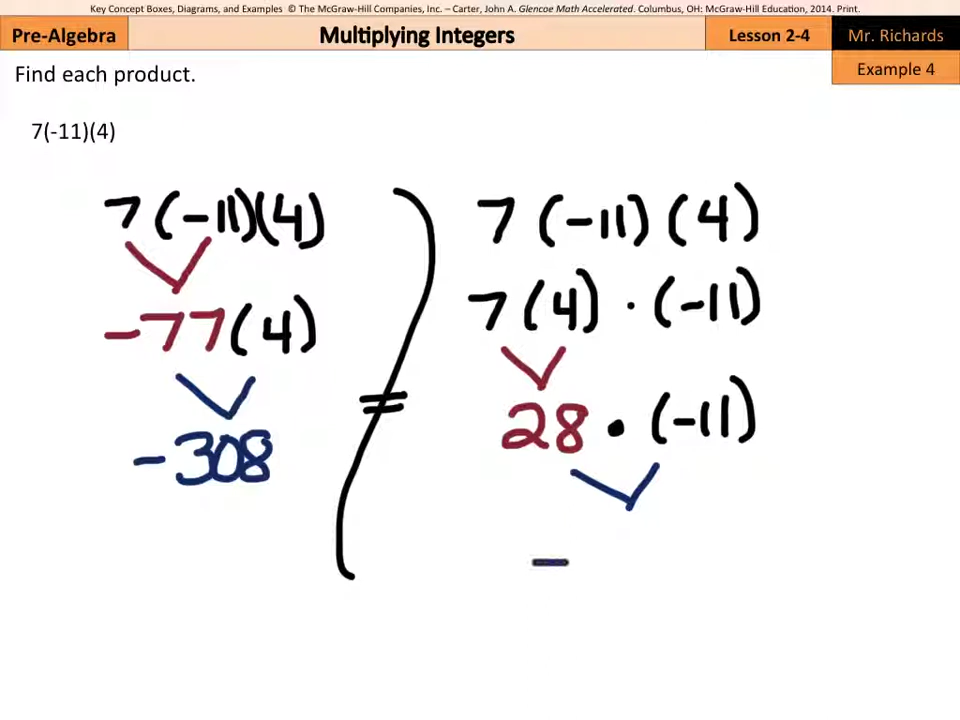 Key Concept Boxes, Diagrams, and Examples © The McGraw-Hill Companies, Inc. – Carter, John A. Glencoe Math Accelerated. Columbus, OH: McGraw-Hill Education, 2014. Print.
Pre-Algebra
Multiplying Integers
Lesson 2-4
Mr. Richards
Example 4
Find each product.
7(-11)(4)
7(-11)(4)
-77(4)
-308
=
7(-11)(4)
7(4) · (-11)
28 · (-11)
-